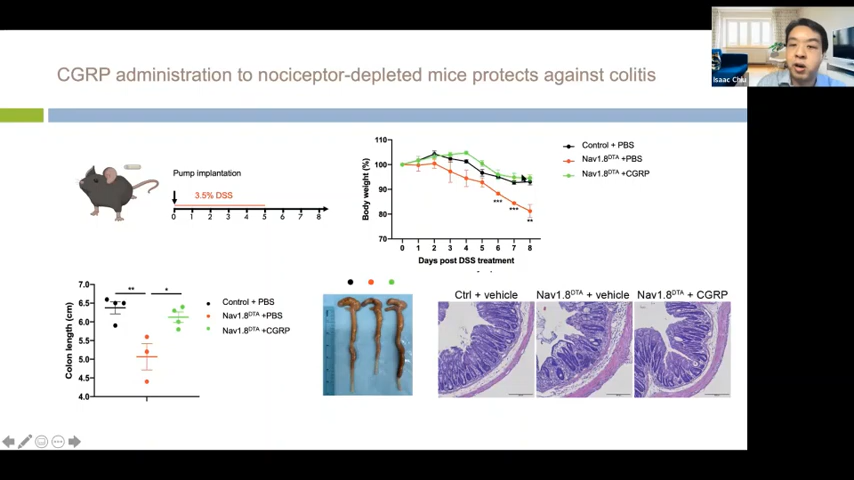 Isaac Chiu
CGRP administration to nociceptor-depleted mice protects against colitis
Pump implantation
3.5% DSS
0 1 2 3 4 5 6 7 8
110
100
90
80
70
Body weight (%)
*** *** **
0 1 2 3 4 5 6 7 8
Days post DSS treatment
Control + PBS
Nav1.8DTA +PBS
Nav1.8DTA +CGRP
7.0
6.5
6.0
5.5
5.0
4.5
4.0
Colon length (cm)
** *
Control + PBS
Nav1.8DTA +PBS
Nav1.8DTA +CGRP
Ctrl + vehicle
Nav1.8DTA + vehicle
Nav1.8DTA + CGRP